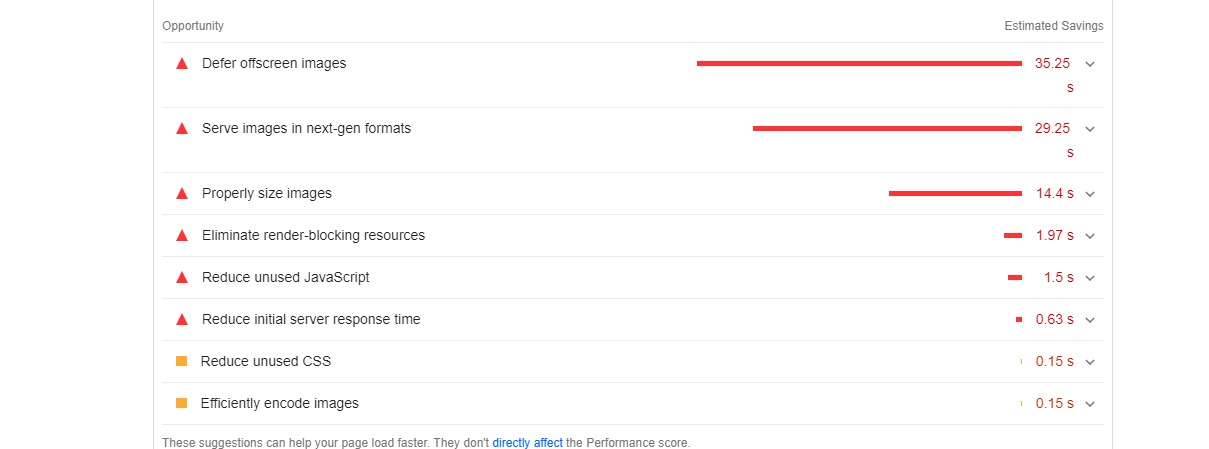 Opportunity Estimated Savings
Defer offscreen images 35.25
s
Serve images in next-gen formats 29.25
s
Properly size images 14.4 s
Eliminate render-blocking resources 1.97 s
Reduce unused JavaScript 1.5 s
Reduce initial server response time 0.63 s
Reduce unused CSS 0.15 s
Efficiently encode images 0.15 s
These suggestions can help your page load faster. They don't directly affect the Performance score.